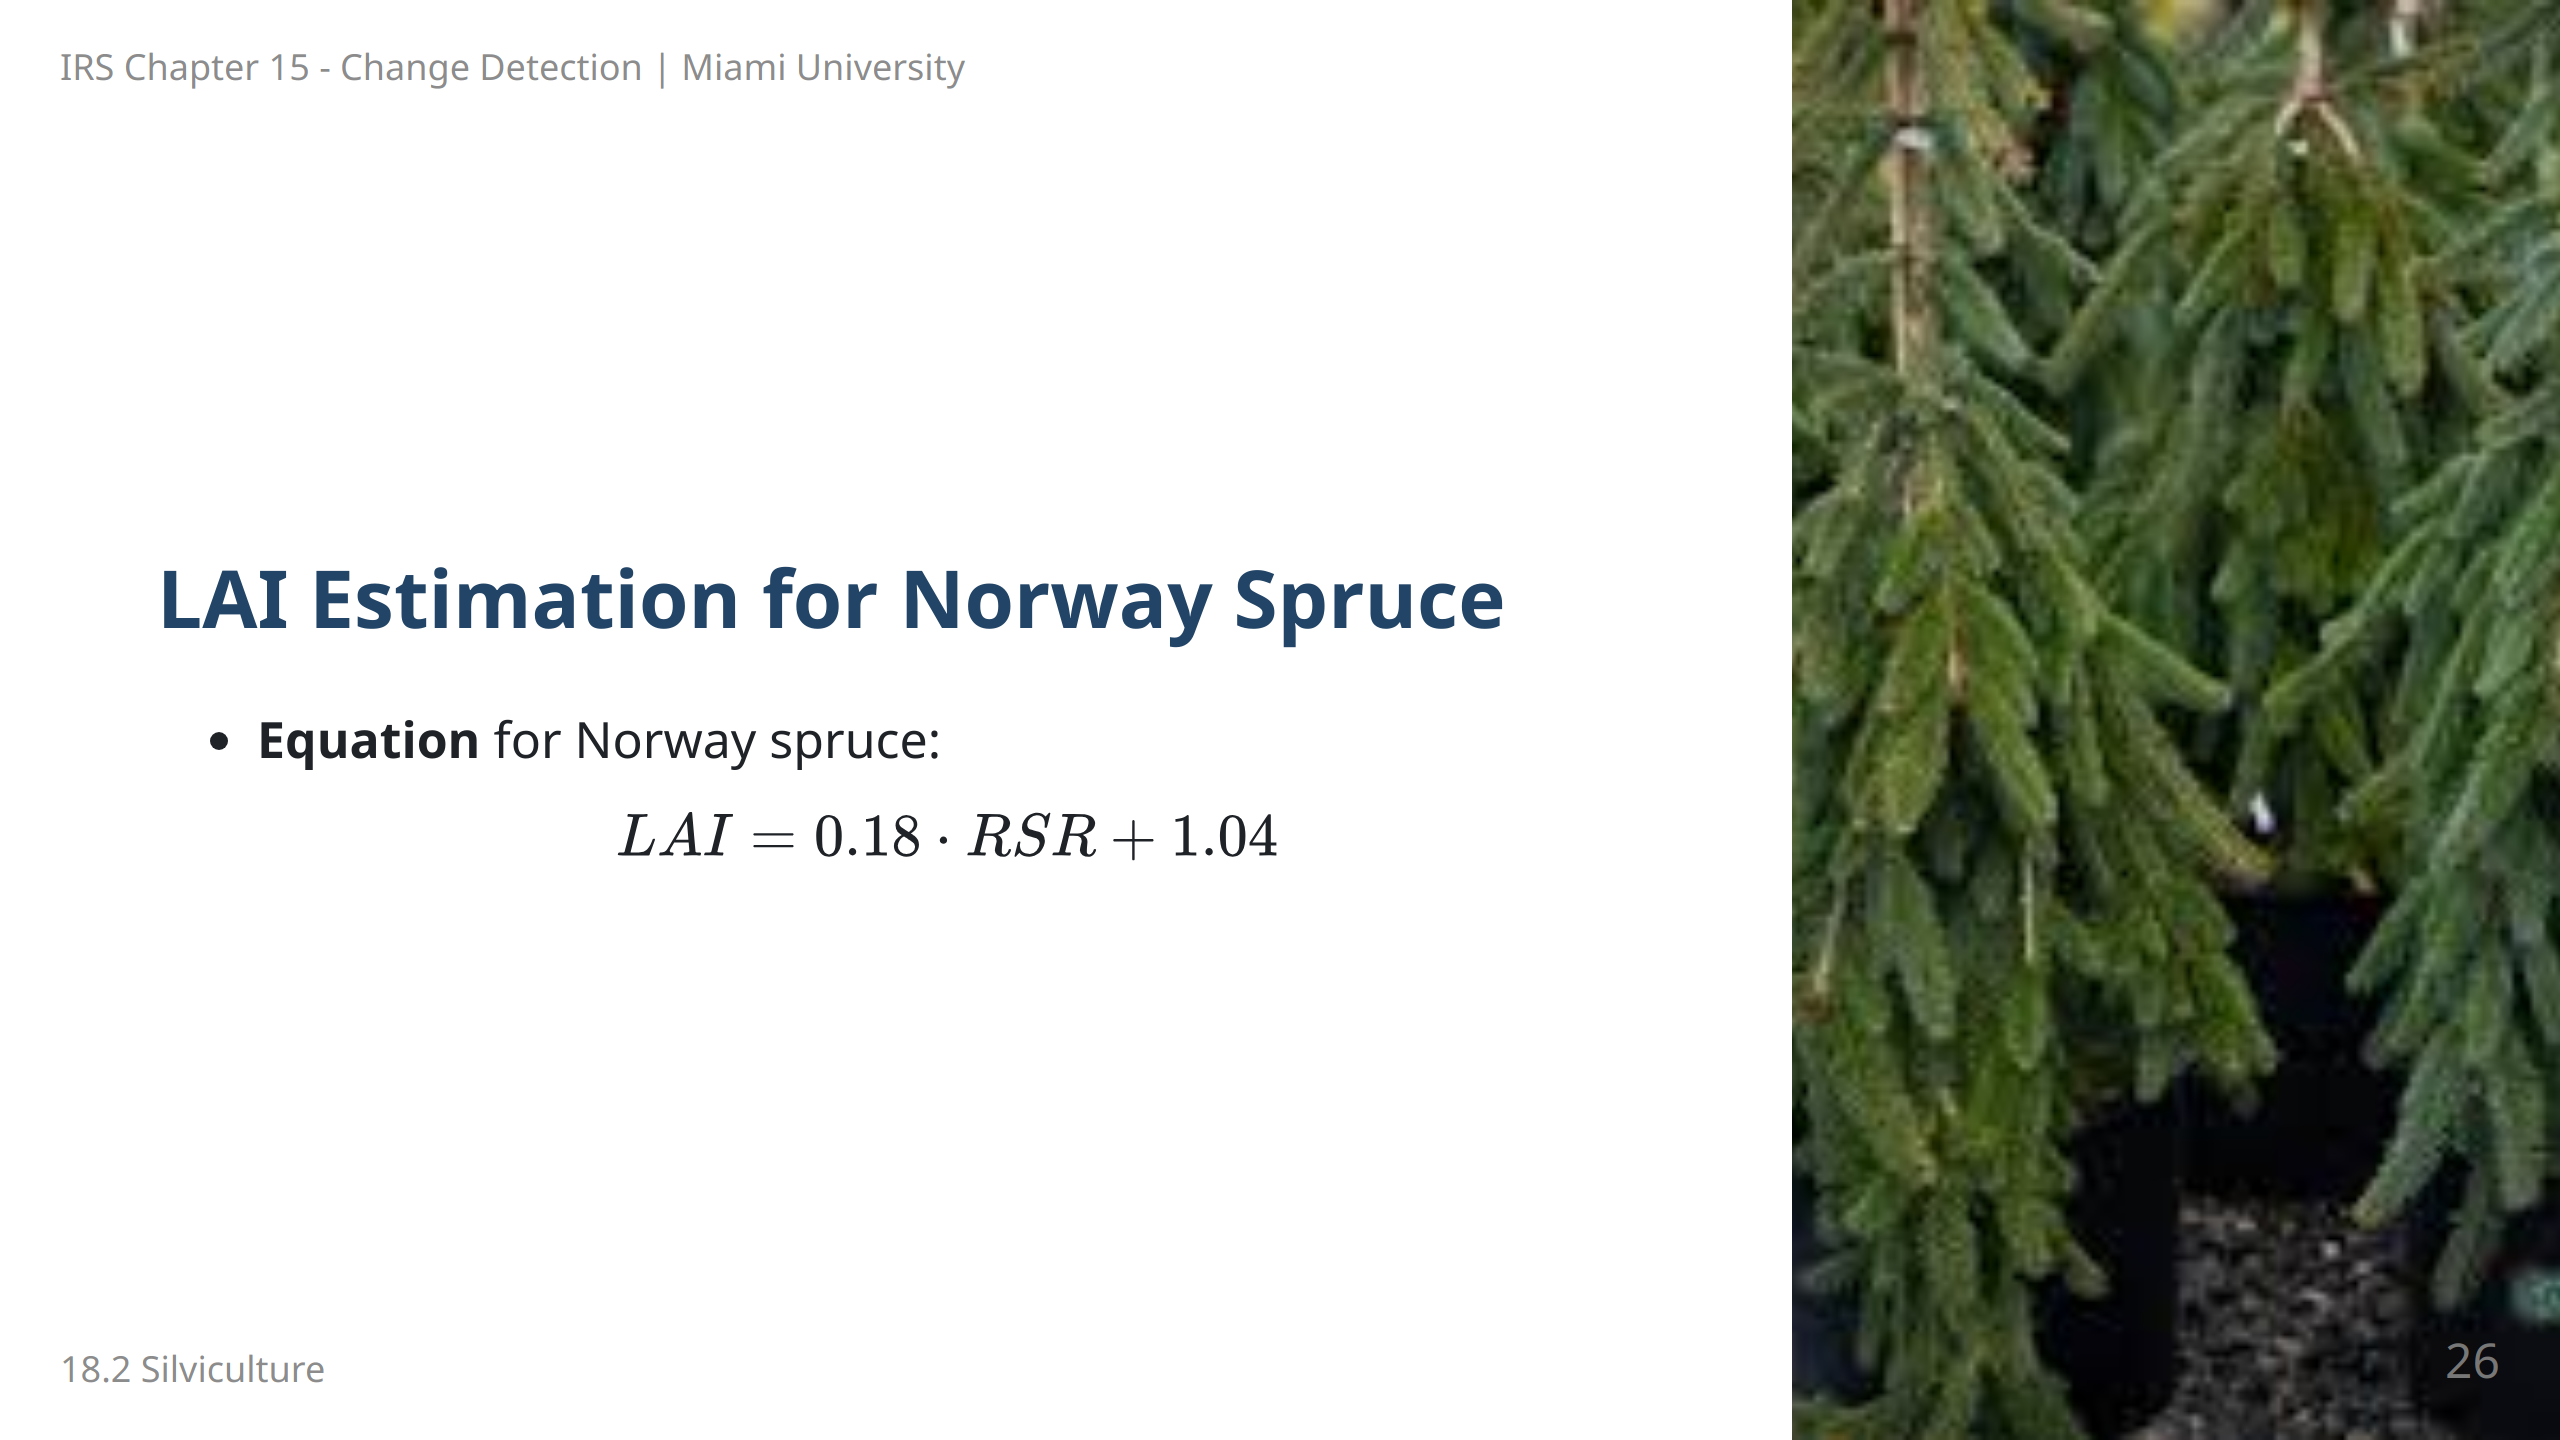 IRS Chapter 15 - Change Detection | Miami University
LAI Estimation for Norway Spruce
• Equation for Norway spruce:
LAI = 0.18 · RSR + 1.04
18.2 Silviculture
26